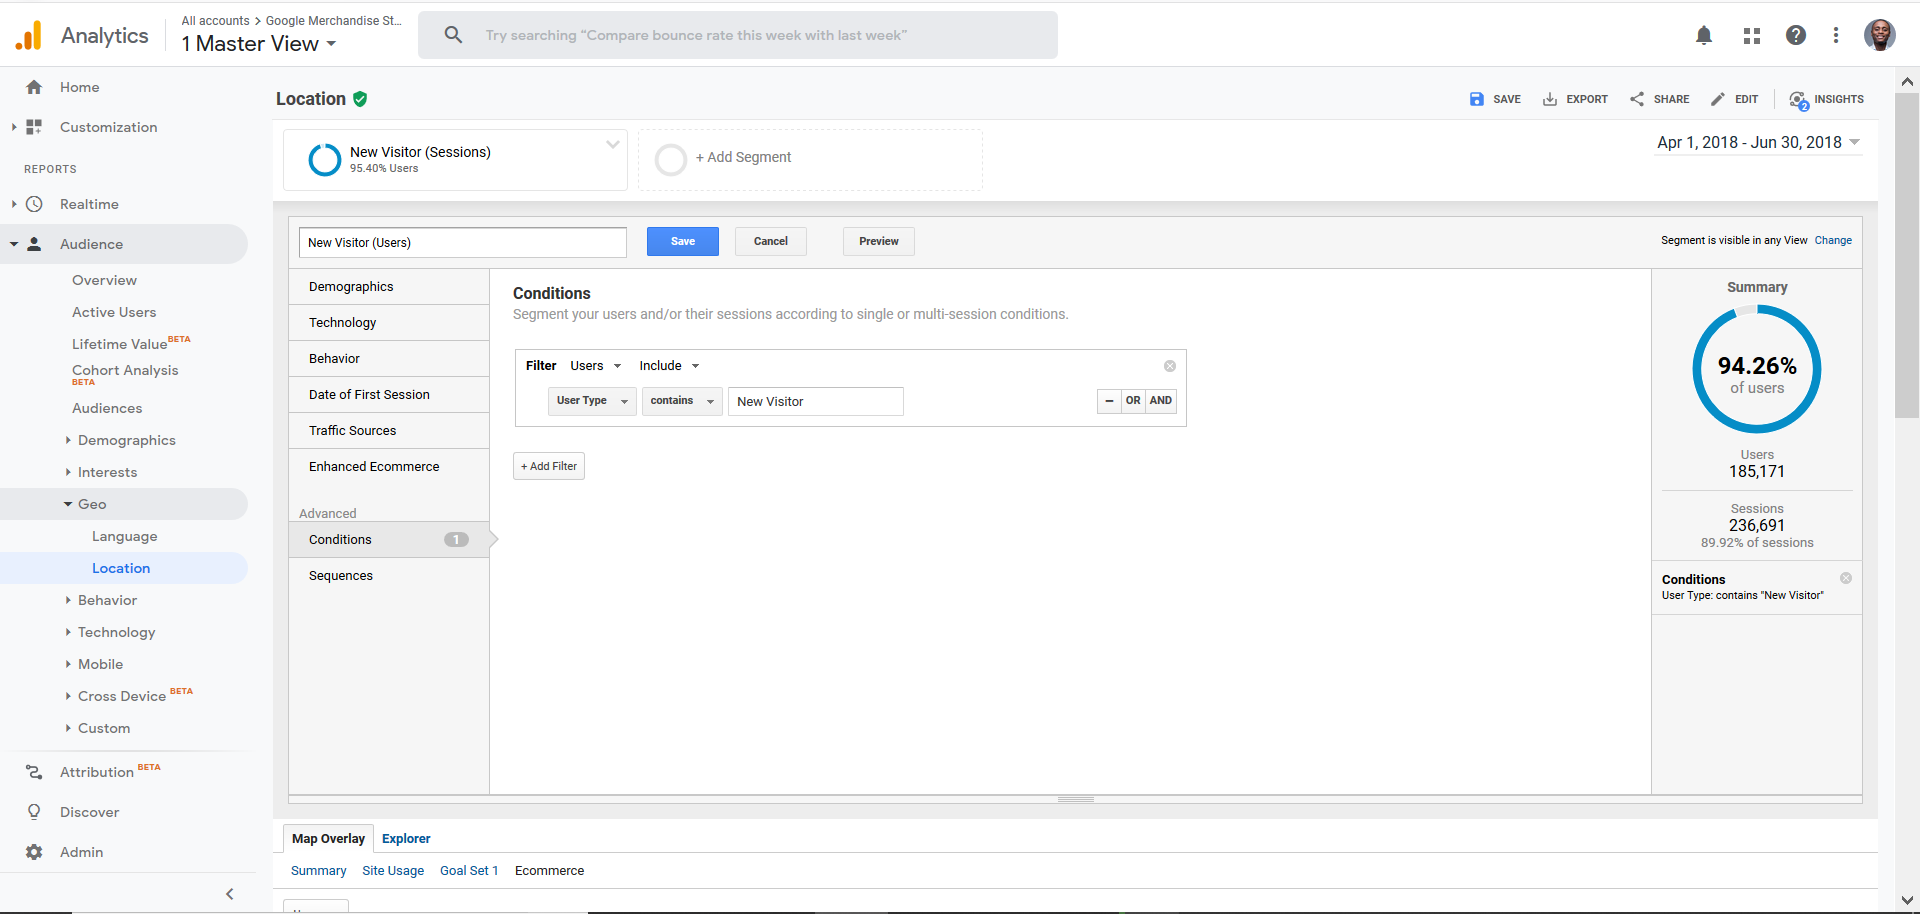 Analytics
All accounts > Google Merchandise St...
1 Master View
Try searching “Compare bounce rate this week with last week”
Home
Customization
REPORTS
Realtime
Audience
Overview
Active Users
Lifetime Value BETA
Cohort Analysis
BETA
Audiences
Demographics
Interests
Geo
Language
Location
Behavior
Technology
Mobile
Cross Device BETA
Custom
Attribution BETA
Discover
Admin
Location
SAVE
EXPORT
SHARE
EDIT
2
INSIGHTS
New Visitor (Sessions)
95.40% Users
+ Add Segment
Apr 1, 2018 - Jun 30, 2018
New Visitor (Users)
Save
Cancel
Preview
Segment is visible in any View Change
Demographics
Technology
Behavior
Date of First Session
Traffic Sources
Enhanced Ecommerce
Advanced
Conditions 1
Sequences
Conditions
Segment your users and/or their sessions according to single or multi-session conditions.
Filter Users Include
User Type contains New Visitor
– OR AND
+ Add Filter
Summary
94.26%
of users
Users
185,171
Sessions
236,691
89.92% of sessions
Conditions
User Type: contains "New Visitor"
Map Overlay Explorer
Summary Site Usage Goal Set 1 Ecommerce